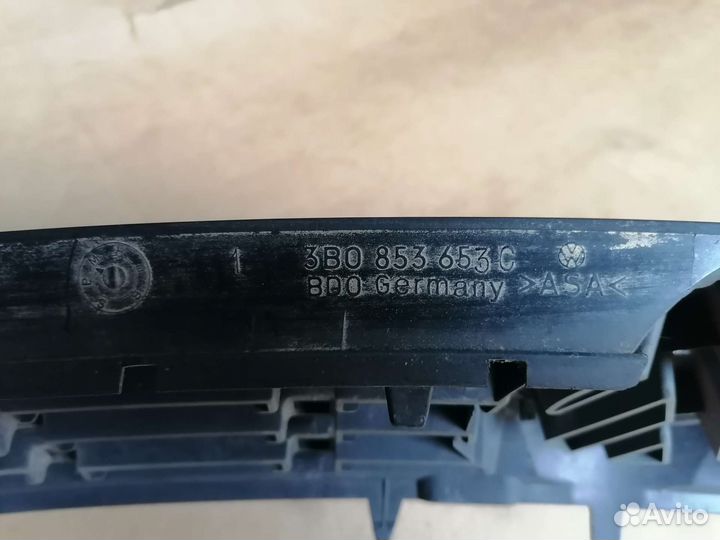 1 3B0 853 653 C
BDO Germany >ASA<
Avito